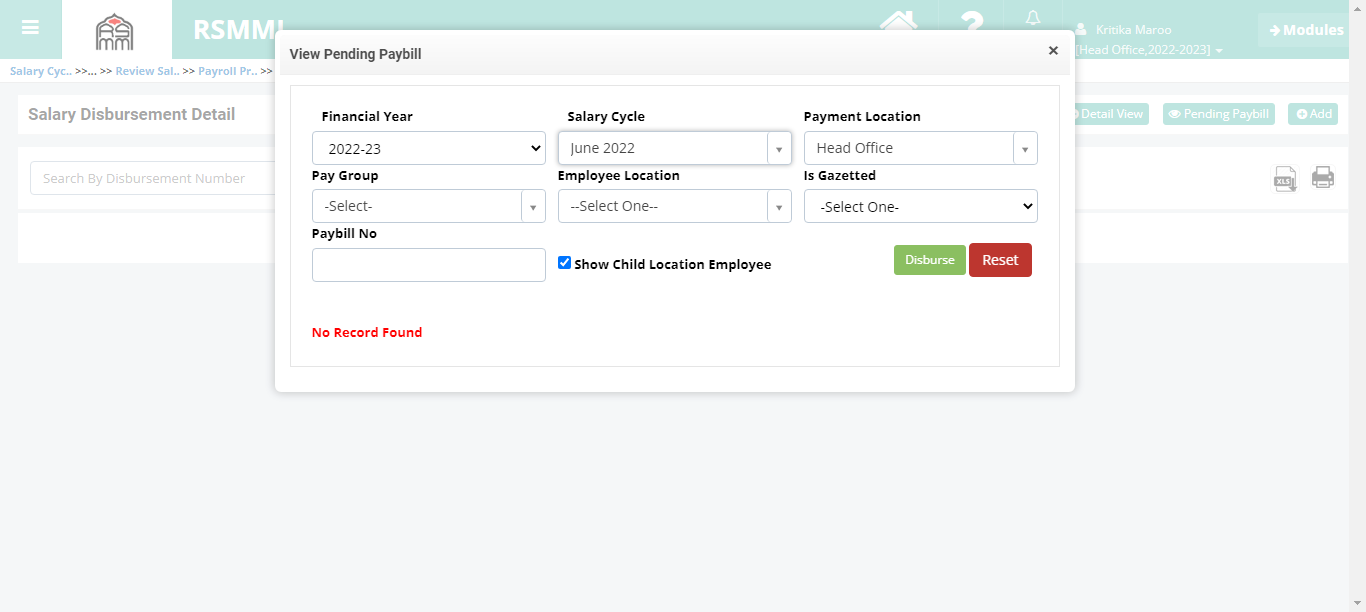 RSMM
RSMM
Kritika Maroo
[Head Office,2022-2023]
Modules
Salary Cyc.. >>... >> Review Sal.. >> Payroll Pr.. >>
Salary Disbursement Detail
Detail View
Pending Paybill
Add
Search By Disbursement Number
XLS
View Pending Paybill
×
Financial Year
Salary Cycle
Payment Location
2022-23
June 2022
Head Office
Pay Group
Employee Location
Is Gazetted
-Select-
--Select One--
-Select One-
Paybill No
Show Child Location Employee
Disburse
Reset
No Record Found